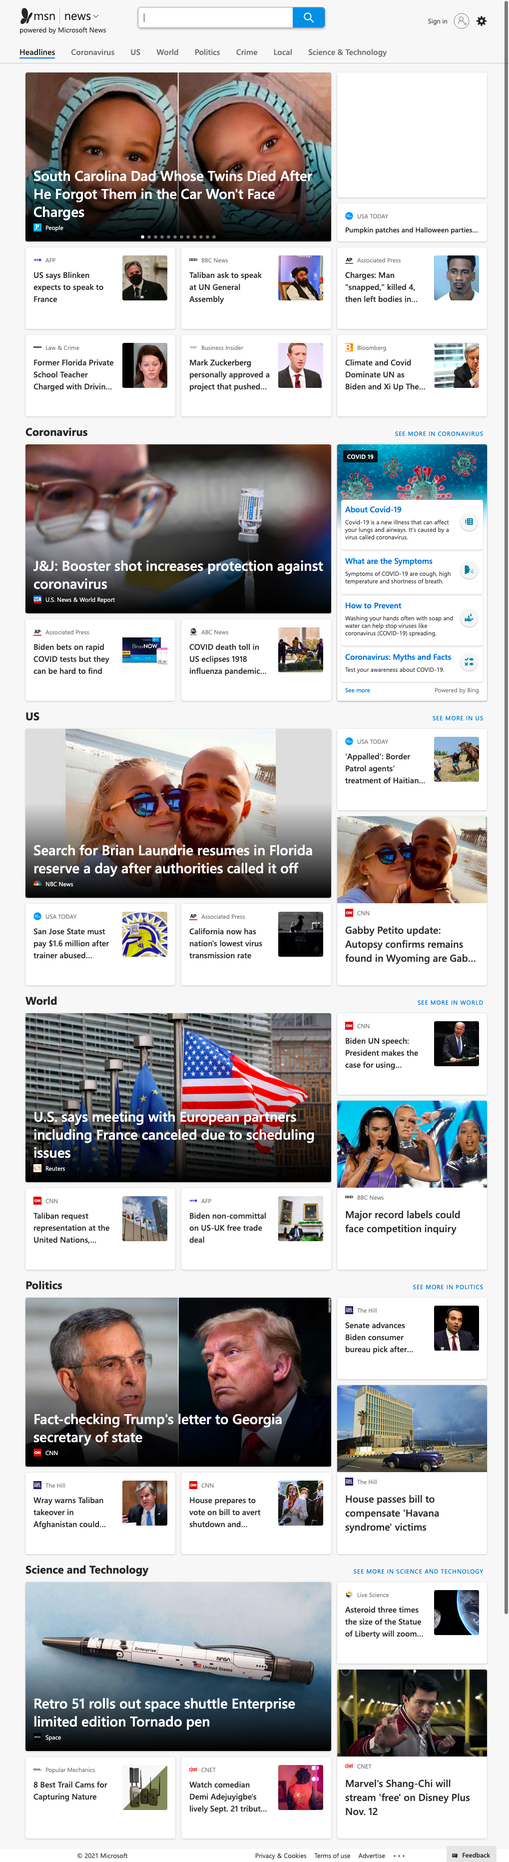 msn | news
powered by Microsoft News
Sign in
Headlines Coronavirus US World Politics Crime Local Science & Technology
South Carolina Dad Whose Twins Died After
He Forgot Them in the Car Won't Face
Charges
People
USA TODAY
Pumpkin patches and Halloween parties...
AFP
US says Blinken
expects to speak to
France
BBC News
Taliban ask to speak
at UN General
Assembly
Associated Press
Charges: Man
"snapped," killed 4,
then left bodies in...
Law & Crime
Former Florida Private
School Teacher
Charged with Drivin...
Business Insider
Mark Zuckerberg
personally approved a
project that pushed...
Bloomberg
Climate and Covid
Dominate UN as
Biden and Xi Up The...
Coronavirus
SEE MORE IN CORONAVIRUS
J&J: Booster shot increases protection against
coronavirus
U.S. News & World Report
COVID 19
About Covid-19
Covid-19 is a new illness that can affect
your lungs and airways. It's caused by a
virus called coronavirus.
What are the Symptoms
Symptoms of COVID-19 are cough, high
temperature and shortness of breath.
How to Prevent
Washing your hands often with soap and
water can help stop viruses like
coronavirus (COVID-19) spreading.
Coronavirus: Myths and Facts
Test your awareness about COVID-19.
See more
Powered by Bing
Associated Press
Biden bets on rapid
COVID tests but they
can be hard to find
ABC News
COVID death toll in
US eclipses 1918
influenza pandemic...
US
SEE MORE IN US
Search for Brian Laundrie resumes in Florida
reserve a day after authorities called it off
NBC News
USA TODAY
'Appalled': Border
Patrol agents'
treatment of Haitian...
CNN
Gabby Petito update:
Autopsy confirms remains
found in Wyoming are Gab...
USA TODAY
San Jose State must
pay $1.6 million after
trainer abused...
Associated Press
California now has
nation's lowest virus
transmission rate
World
SEE MORE IN WORLD
U.S. says meeting with European partners
including France canceled due to scheduling
issues
Reuters
CNN
Biden UN speech:
President makes the
case for using...
BBC News
Major record labels could
face competition inquiry
CNN
Taliban request
representation at the
United Nations,...
AFP
Biden non-committal
on US-UK free trade
deal
Politics
SEE MORE IN POLITICS
Fact-checking Trump's letter to Georgia
secretary of state
CNN
The Hill
Senate advances
Biden consumer
bureau pick after...
The Hill
House passes bill to
compensate 'Havana
syndrome' victims
The Hill
Wray warns Taliban
takeover in
Afghanistan could...
CNN
House prepares to
vote on bill to avert
shutdown and...
Science and Technology
SEE MORE IN SCIENCE AND TECHNOLOGY
Enterprise
NASA
United States
Retro 51 rolls out space shuttle Enterprise
limited edition Tornado pen
Space
Live Science
Asteroid three times
the size of the Statue
of Liberty will zoom...
CNET
Marvel's Shang-Chi will
stream 'free' on Disney Plus
Nov. 12
Popular Mechanics
8 Best Trail Cams for
Capturing Nature
CNET
Watch comedian
Demi Adejuyigbe's
lively Sept. 21 tribut...
© 2021 Microsoft
Privacy & Cookies Terms of use Advertise ...
Feedback